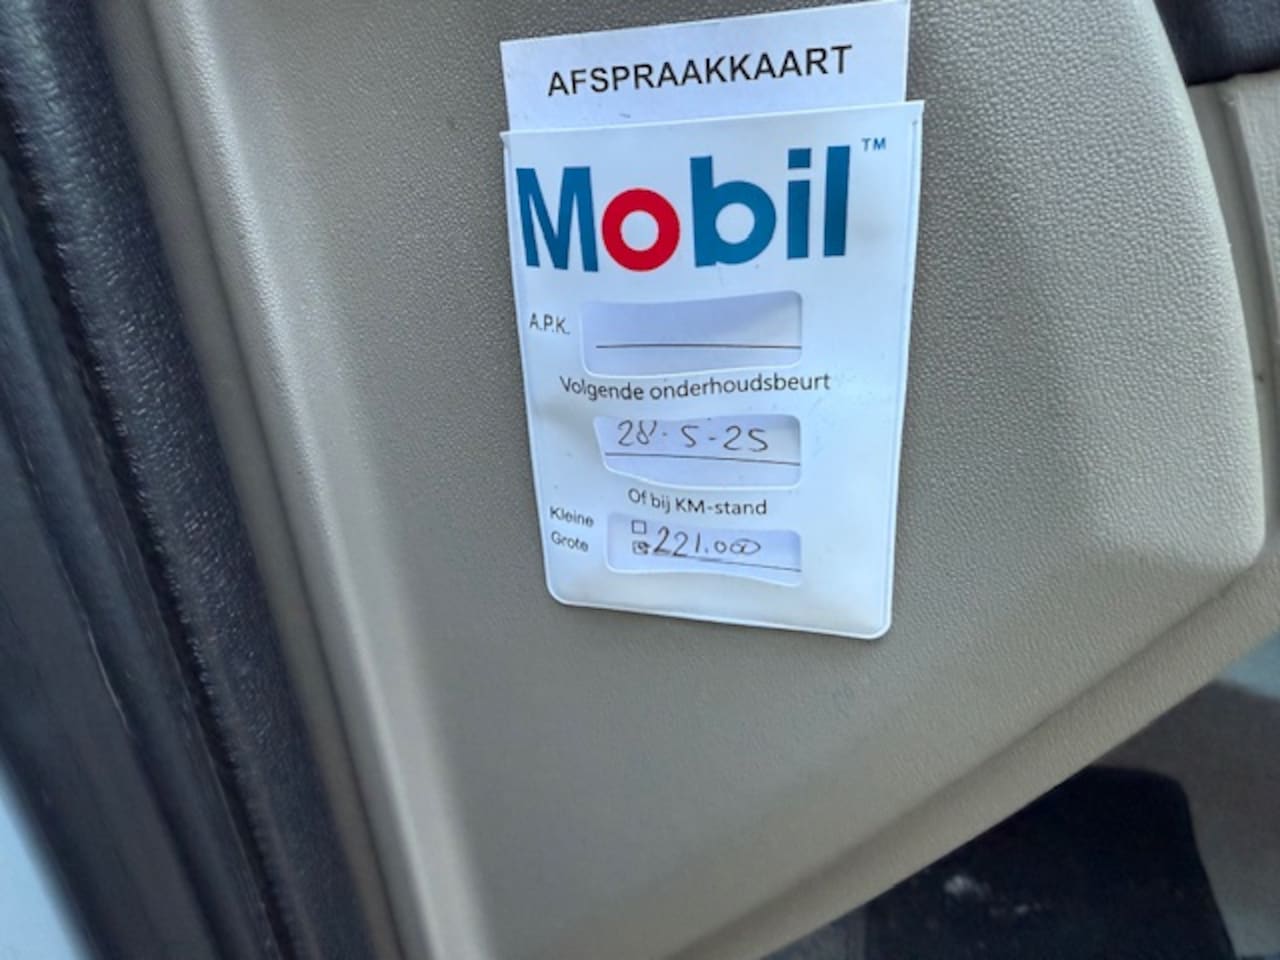 AFSPRAAKKAART
Mobil™
A.P.K.
Volgende onderhoudsbeurt
28-5-25
Of bij KM-stand
Kleine
Grote 221.000